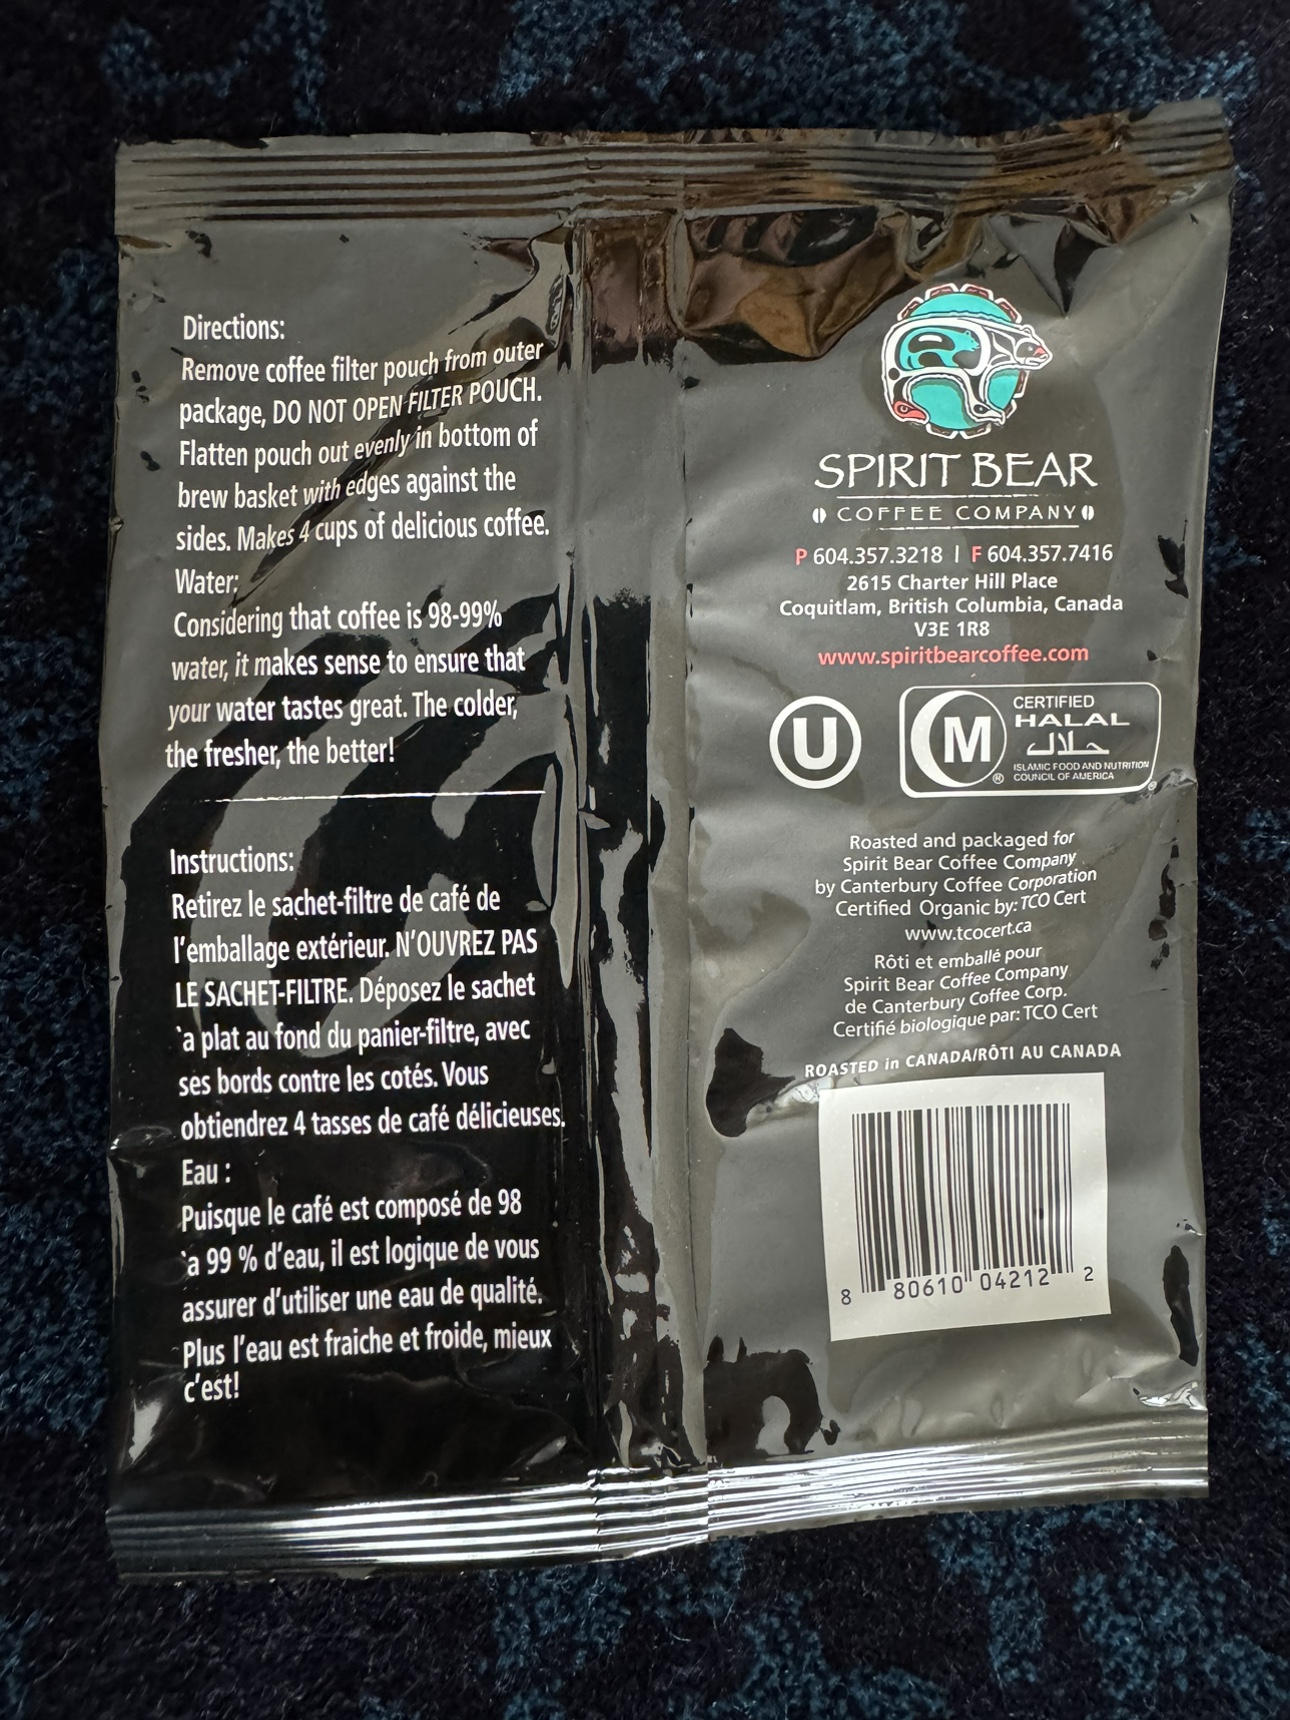 Directions:
Remove coffee filter pouch from outer
package, DO NOT OPEN FILTER POUCH.
Flatten pouch out evenly in bottom of
brew basket with edges against the
sides. Makes 4 cups of delicious coffee.
Water:
Considering that coffee is 98-99%
water, it makes sense to ensure that
your water tastes great. The colder,
the fresher, the better!
Instructions:
Retirez le sachet-filtre de café de
l'emballage extérieur. N'OUVREZ PAS
LE SACHET-FILTRE. Déposez le sachet
`a plat au fond du panier-filtre, avec
ses bords contre les cotés. Vous
obtiendrez 4 tasses de café délicieuses.
Eau :
Puisque le café est composé de 98
`a 99 % d'eau, il est logique de vous
assurer d'utiliser une eau de qualité.
Plus l'eau est fraiche et froide, mieux
c'est!
SPIRIT BEAR
COFFEE COMPANY
P 604.357.3218 | F 604.357.7416
2615 Charter Hill Place
Coquitlam, British Columbia, Canada
V3E 1R8
www.spiritbearcoffee.com
U
M
®
CERTIFIED
HALAL
حلال
ISLAMIC FOOD AND NUTRITION
COUNCIL OF AMERICA
®
Roasted and packaged for
Spirit Bear Coffee Company
by Canterbury Coffee Corporation
Certified Organic by: TCO Cert
www.tcocert.ca
Rôti et emballé pour
Spirit Bear Coffee Company
de Canterbury Coffee Corp.
Certifié biologique par: TCO Cert
ROASTED in CANADA/RÔTI AU CANADA
8 80610 04212 2